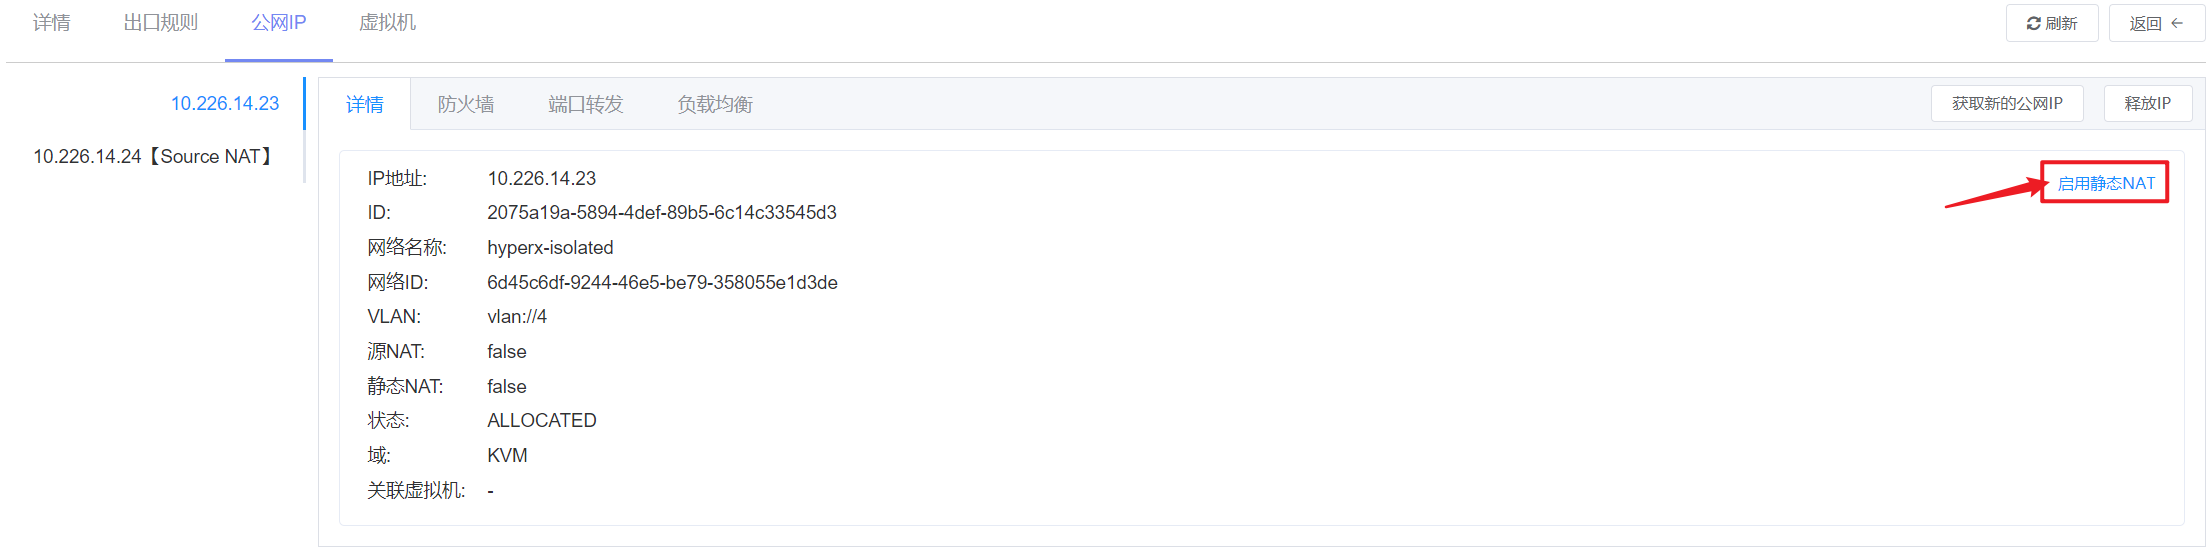 详情 出口规则 公网IP 虚拟机 刷新 返回
10.226.14.23
10.226.14.24【Source NAT】
详情 防火墙 端口转发 负载均衡 获取新的公网IP 释放IP
启用静态NAT
IP地址: 10.226.14.23
ID: 2075a19a-5894-4def-89b5-6c14c33545d3
网络名称: hyperx-isolated
网络ID: 6d45c6df-9244-46e5-be79-358055e1d3de
VLAN: vlan://4
源NAT: false
静态NAT: false
状态: ALLOCATED
域: KVM
关联虚拟机: -